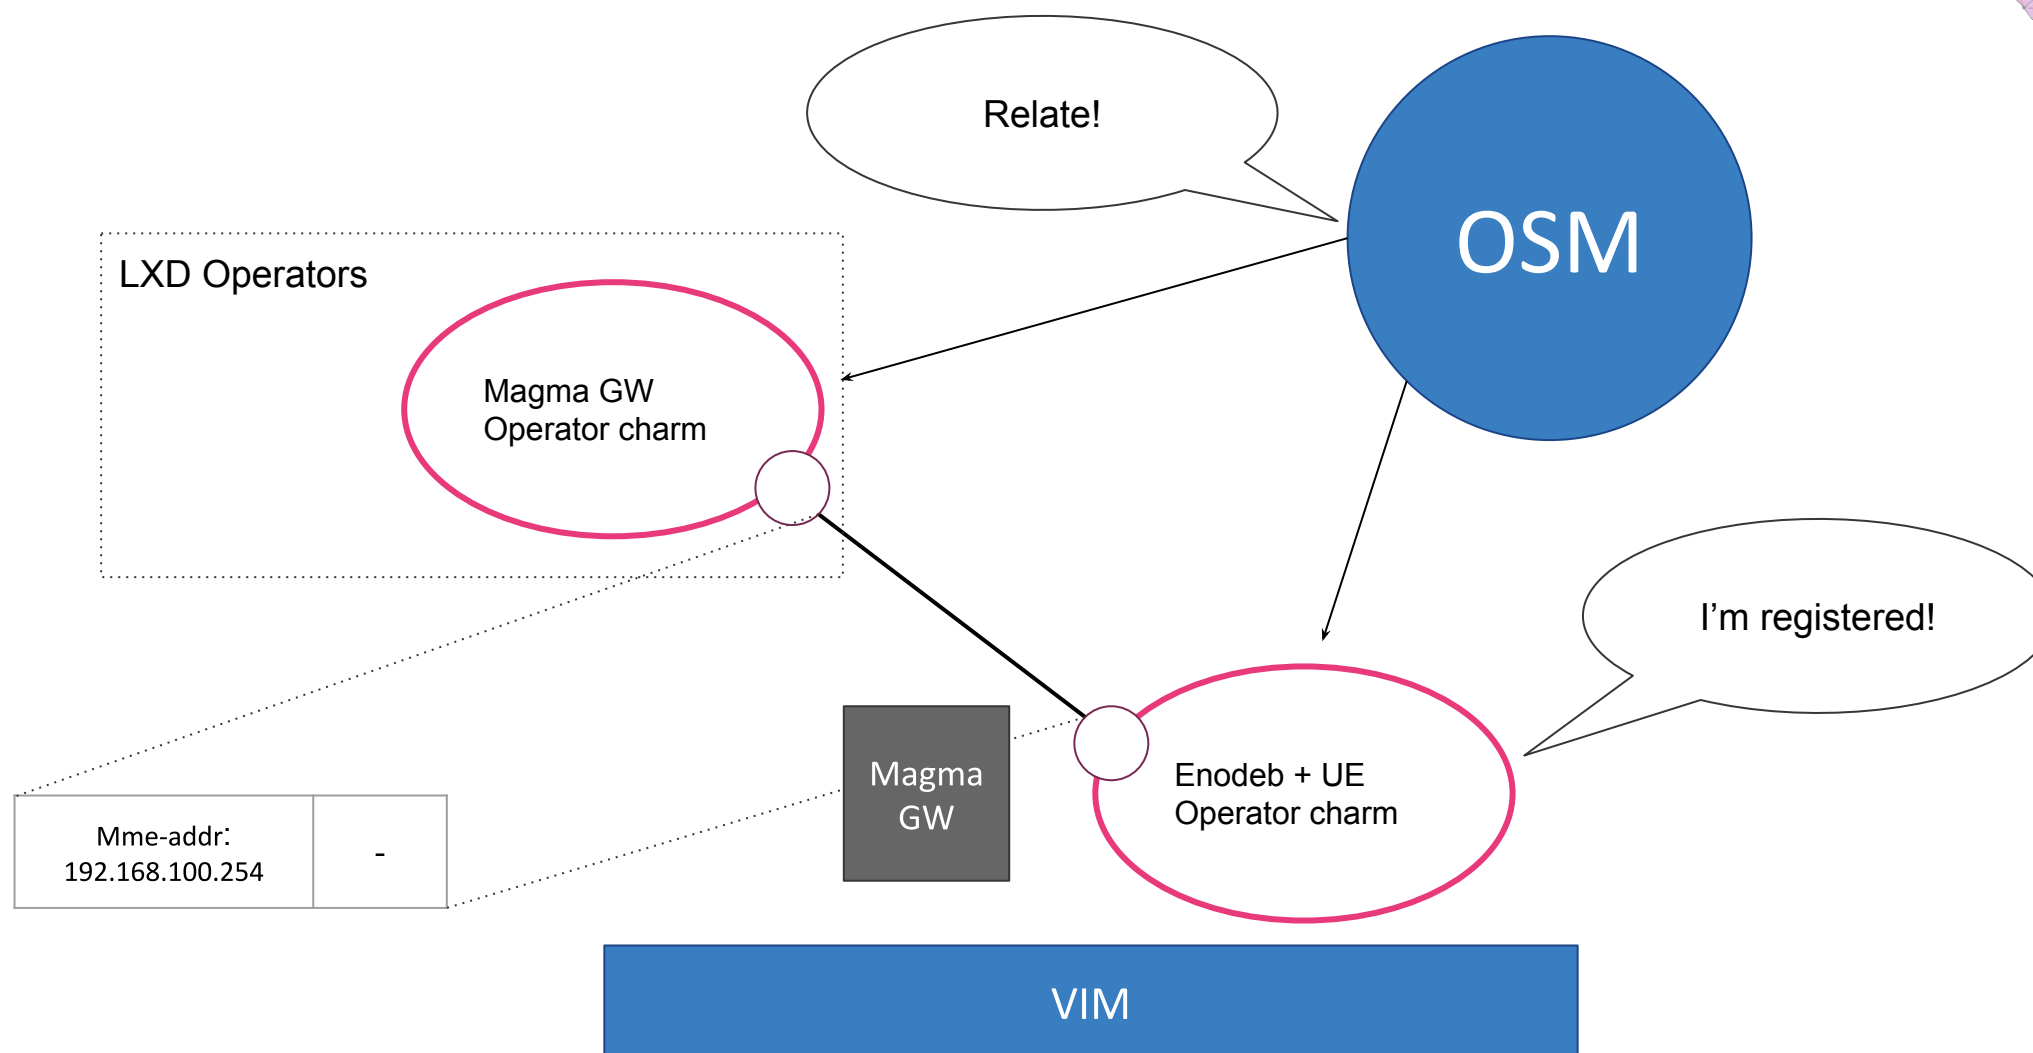 Relate!
OSM
LXD Operators
Magma GW
Operator charm
I’m registered!
Magma
GW
Enodeb + UE
Operator charm
Mme-addr:
192.168.100.254
-
VIM